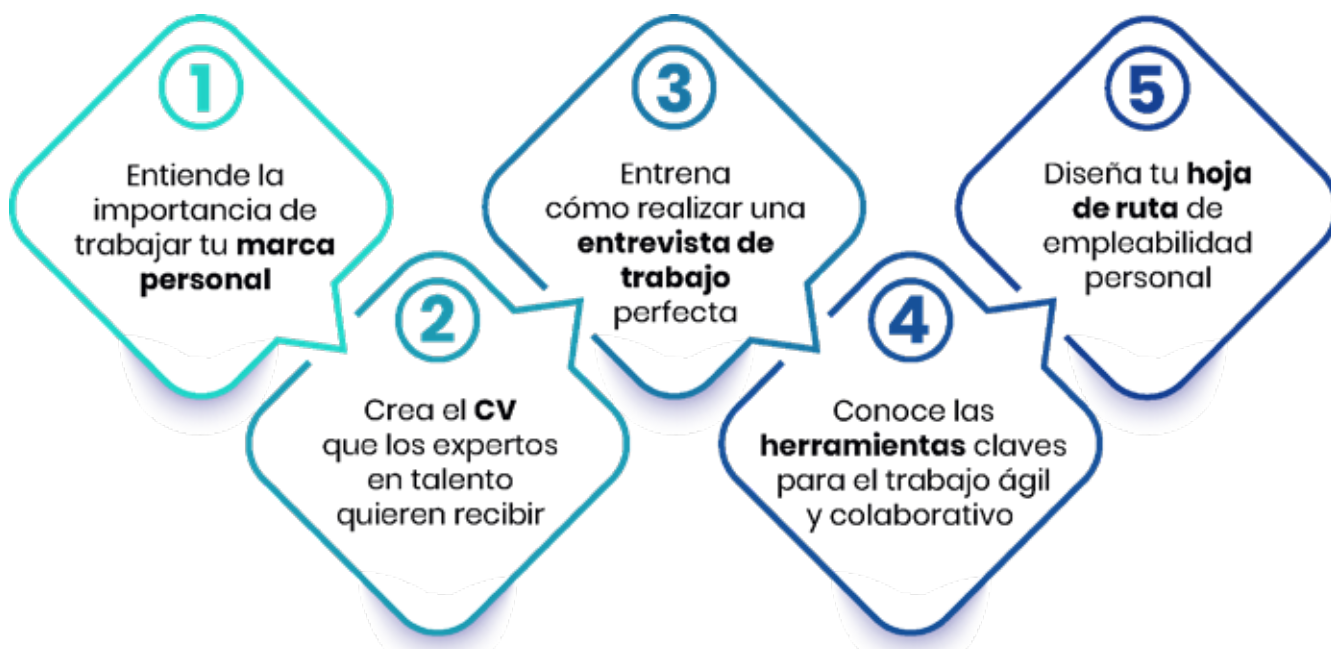 1
Entiende la
importancia de
trabajar tu marca
personal
2
Crea el CV
que los expertos
en talento
quieren recibir
3
Entrena
cómo realizar una
entrevista de
trabajo
perfecta
4
Conoce las
herramientas claves
para el trabajo ágil
y colaborativo
5
Diseña tu hoja
de ruta de
empleabilidad
personal